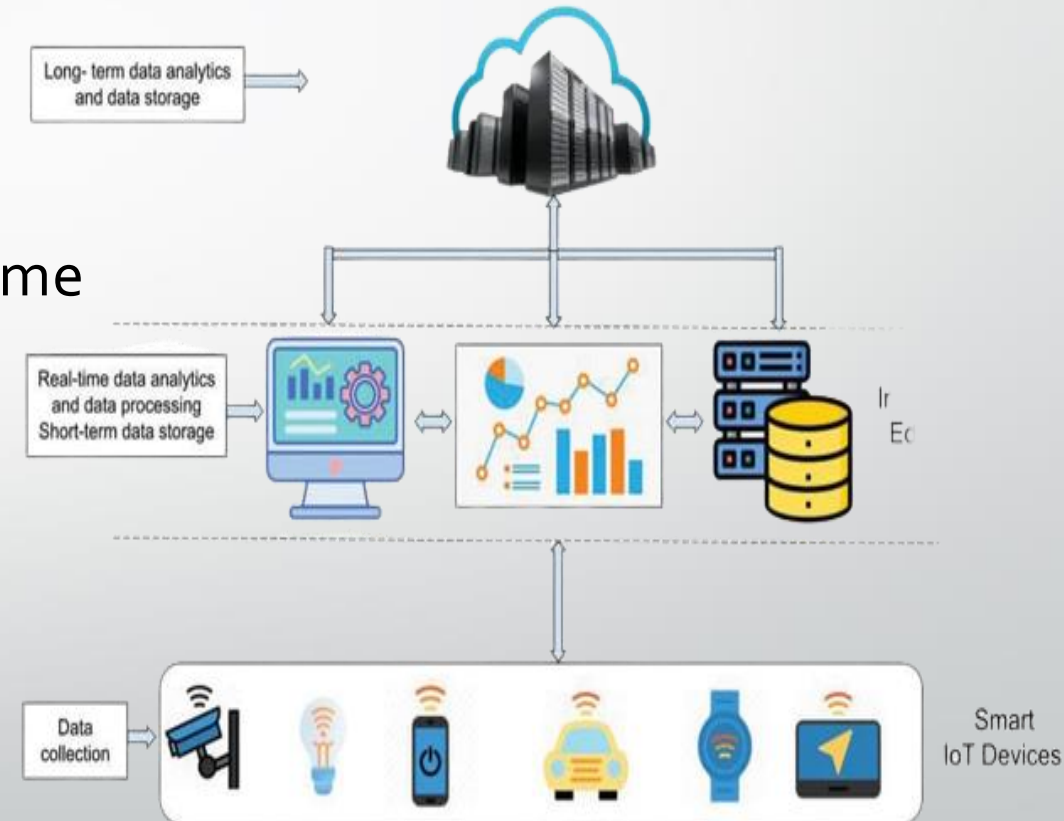 Long- term data analytics
and data storage
me
Real-time data analytics
and data processing
Short-term data storage
Data
collection
Smart
IoT Devices